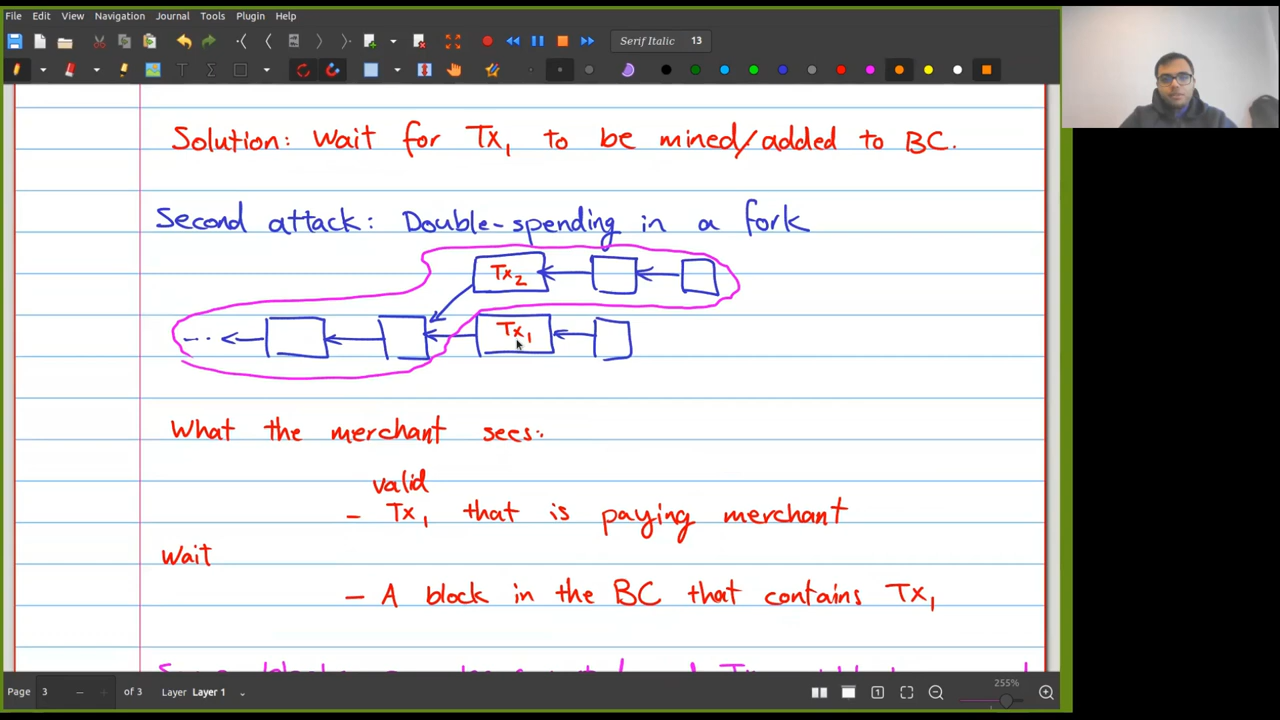 File Edit View Navigation Journal Tools Plugin Help
Serif Italic 13
Solution: Wait for Tx1 to be mined/added to BC.
Second attack: Double-spending in a fork
Tx2
Tx1
What the merchant sees:
valid
- Tx1 that is paying merchant
Wait
- A block in the BC that contains Tx1
Page 3 of 3 Layer Layer 1
255%